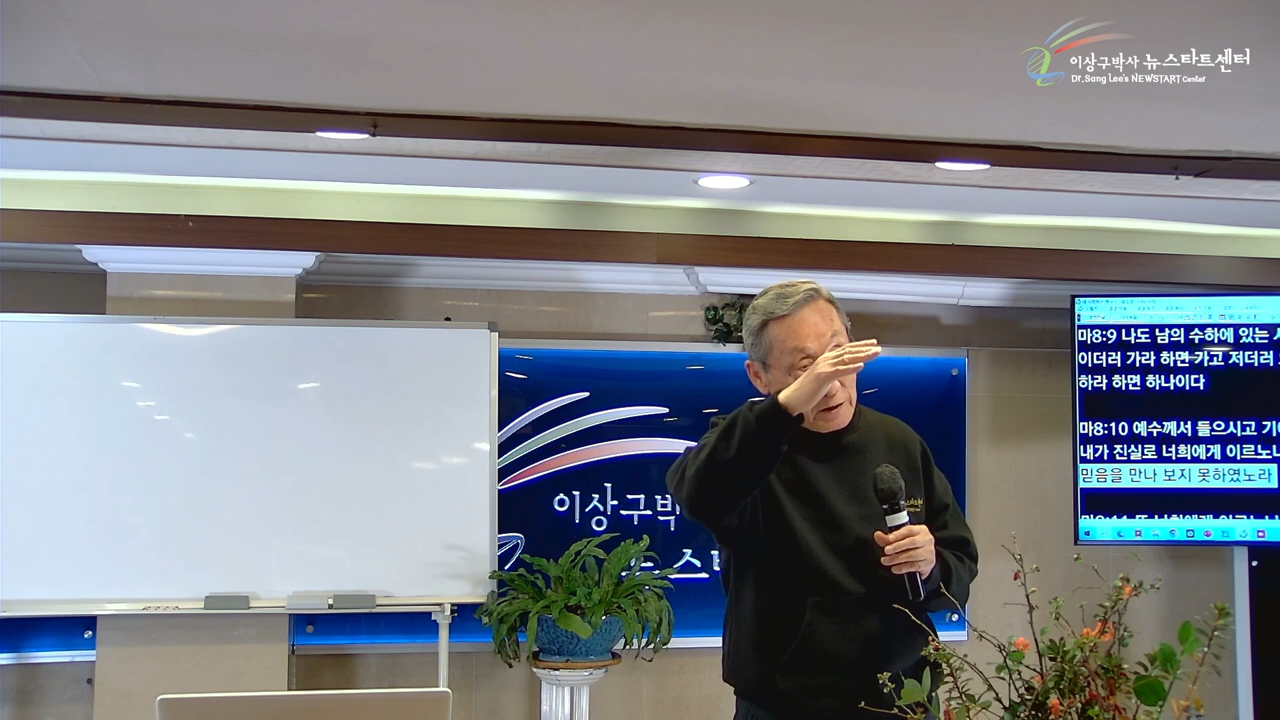 이상구박사 뉴스타트센터
Dr. Sang Lee's NEWSTART Center
마8:9 나도 남의 수하에 있는
이더러 가라 하면 가고 저더러
하라 하면 하나이다
마8:10 예수께서 들으시고
내가 진실로 너희에게 이르노니
믿음을 만나 보지 못하였노라
이상구박